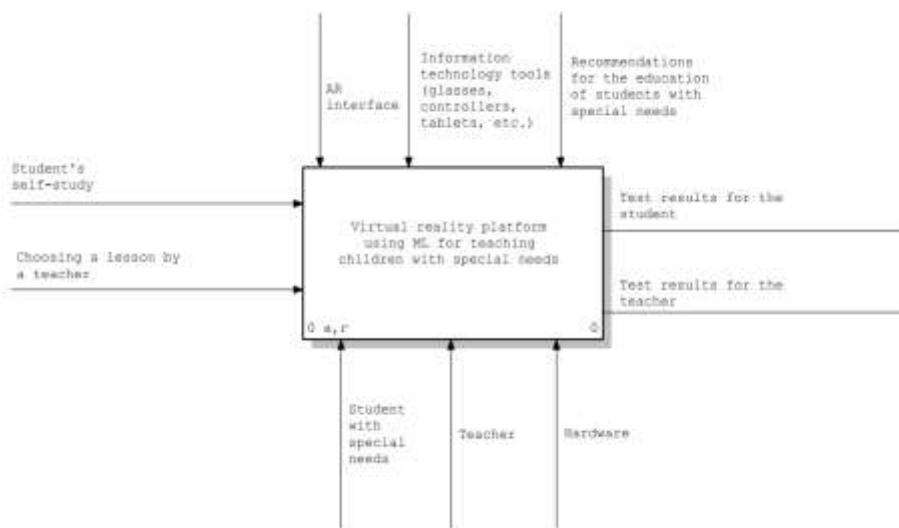 AR
interface
Information
technology tools
(glasses,
controllers,
tablets, etc.)
Recommendations
for the education
of students with
special needs
Student's
self-study
Choosing a lesson by
a teacher
Virtual reality platform
using ML for teaching
children with special needs
0 a,r
0
Test results for the
student
Test results for the
teacher
Student
with
special
needs
Teacher
Hardware